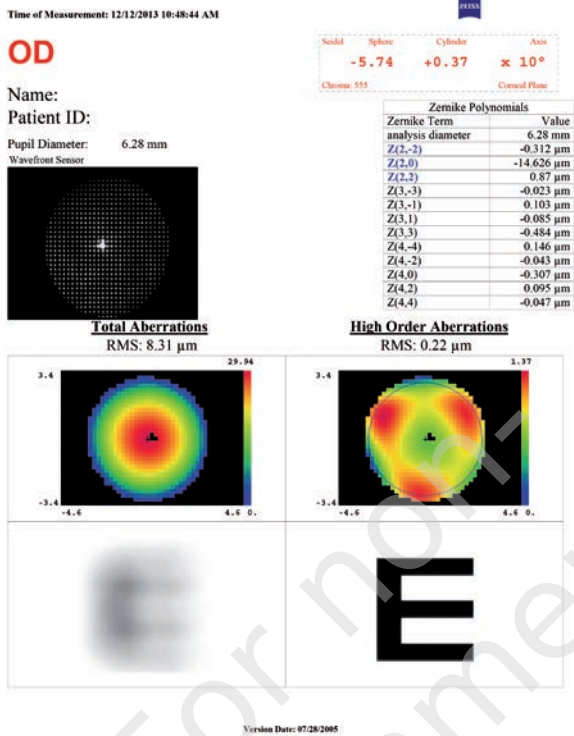 Time of Measurement: 12/12/2013 10:48:44 AM
ZEISS
OD
Seidel Sphere Cylinder Axis
-5.74 +0.37 x 10°
Chroma: 555 Corneal Plane
Name:
Patient ID:
Pupil Diameter: 6.28 mm
Wavefront Sensor
Zernike Polynomials
Zernike Term Value
analysis diameter 6.28 mm
Z(2,-2) -0.312 µm
Z(2,0) -14.626 µm
Z(2,2) 0.87 µm
Z(3,-3) -0.023 µm
Z(3,-1) 0.103 µm
Z(3,1) -0.085 µm
Z(3,3) -0.484 µm
Z(4,-4) 0.146 µm
Z(4,-2) -0.043 µm
Z(4,0) -0.307 µm
Z(4,2) 0.095 µm
Z(4,4) -0.047 µm
Total Aberrations
RMS: 8.31 µm
29.94
3.4
-3.4
-4.6 4.6 0.
High Order Aberrations
RMS: 0.22 µm
1.37
3.4
-3.4
-4.6 4.6 0.
E
E
For non-
Version Date: 07/28/2005